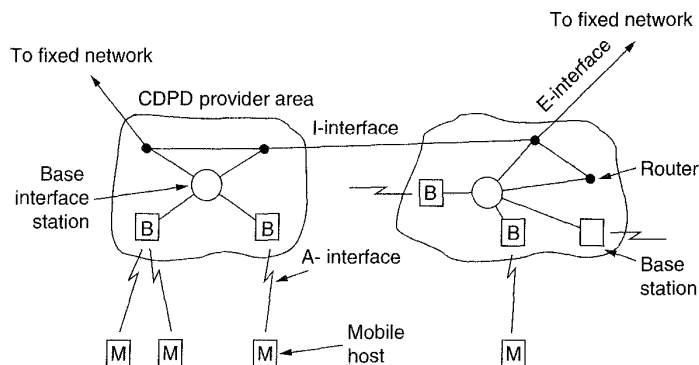 To fixed network
To fixed network
CDPD provider area
E-interface
I-interface
Base
interface
station
Router
B
B
B
B
A- interface
Base
station
M
M
M
Mobile
host
M